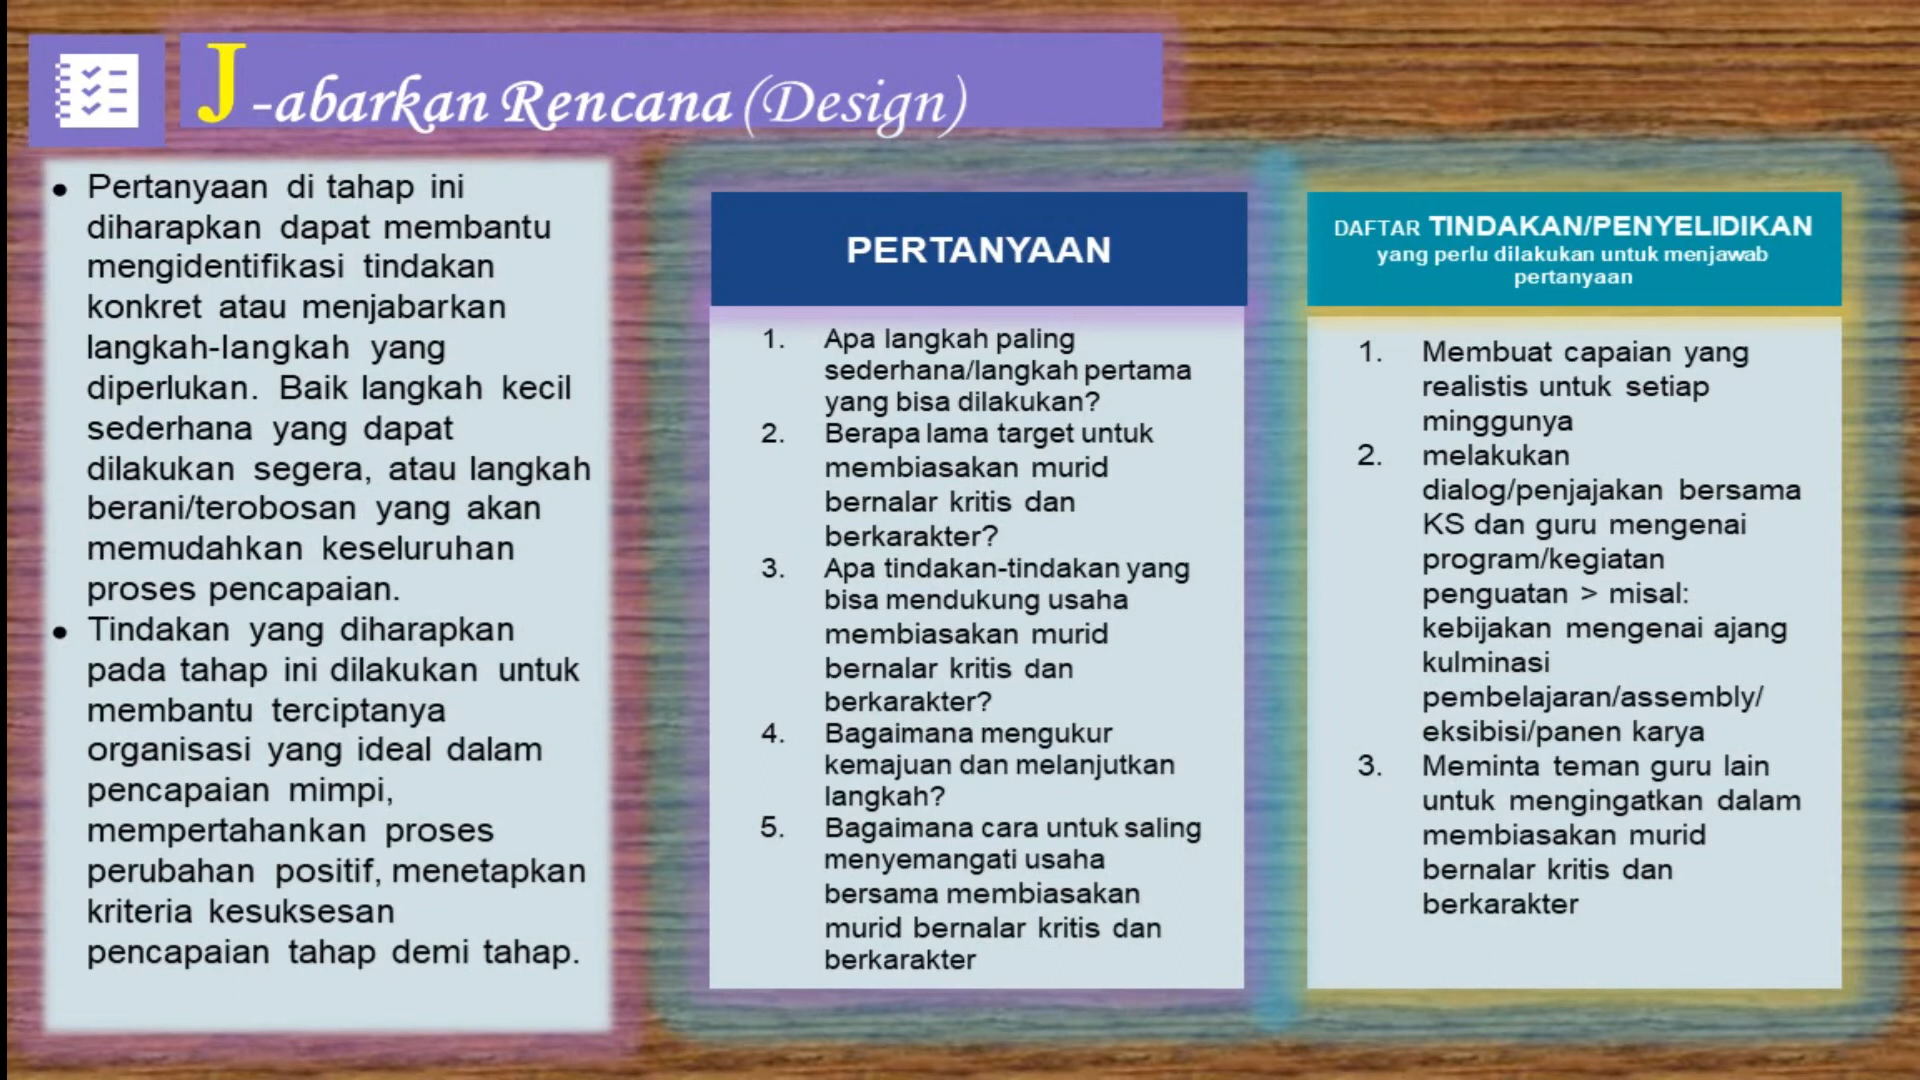 J-abarkan Rencana (Design)
• Pertanyaan di tahap ini
diharapkan dapat membantu
mengidentifikasi tindakan
konkret atau menjabarkan
langkah-langkah yang
diperlukan. Baik langkah kecil
sederhana yang dapat
dilakukan segera, atau langkah
berani/terobosan yang akan
memudahkan keseluruhan
proses pencapaian.
• Tindakan yang diharapkan
pada tahap ini dilakukan untuk
membantu terciptanya
organisasi yang ideal dalam
pencapaian mimpi,
mempertahankan proses
perubahan positif, menetapkan
kriteria kesuksesan
pencapaian tahap demi tahap.
PERTANYAAN
1. Apa langkah paling
sederhana/langkah pertama
yang bisa dilakukan?
2. Berapa lama target untuk
membiasakan murid
bernalar kritis dan
berkarakter?
3. Apa tindakan-tindakan yang
bisa mendukung usaha
membiasakan murid
bernalar kritis dan
berkarakter?
4. Bagaimana mengukur
kemajuan dan melanjutkan
langkah?
5. Bagaimana cara untuk saling
menyemangati usaha
bersama membiasakan
murid bernalar kritis dan
berkarakter
DAFTAR TINDAKAN/PENYELIDIKAN
yang perlu dilakukan untuk menjawab
pertanyaan
1. Membuat capaian yang
realistis untuk setiap
minggunya
2. melakukan
dialog/penjajakan bersama
KS dan guru mengenai
program/kegiatan
penguatan > misal:
kebijakan mengenai ajang
kulminasi
pembelajaran/assembly/
eksibisi/panen karya
3. Meminta teman guru lain
untuk mengingatkan dalam
membiasakan murid
bernalar kritis dan
berkarakter